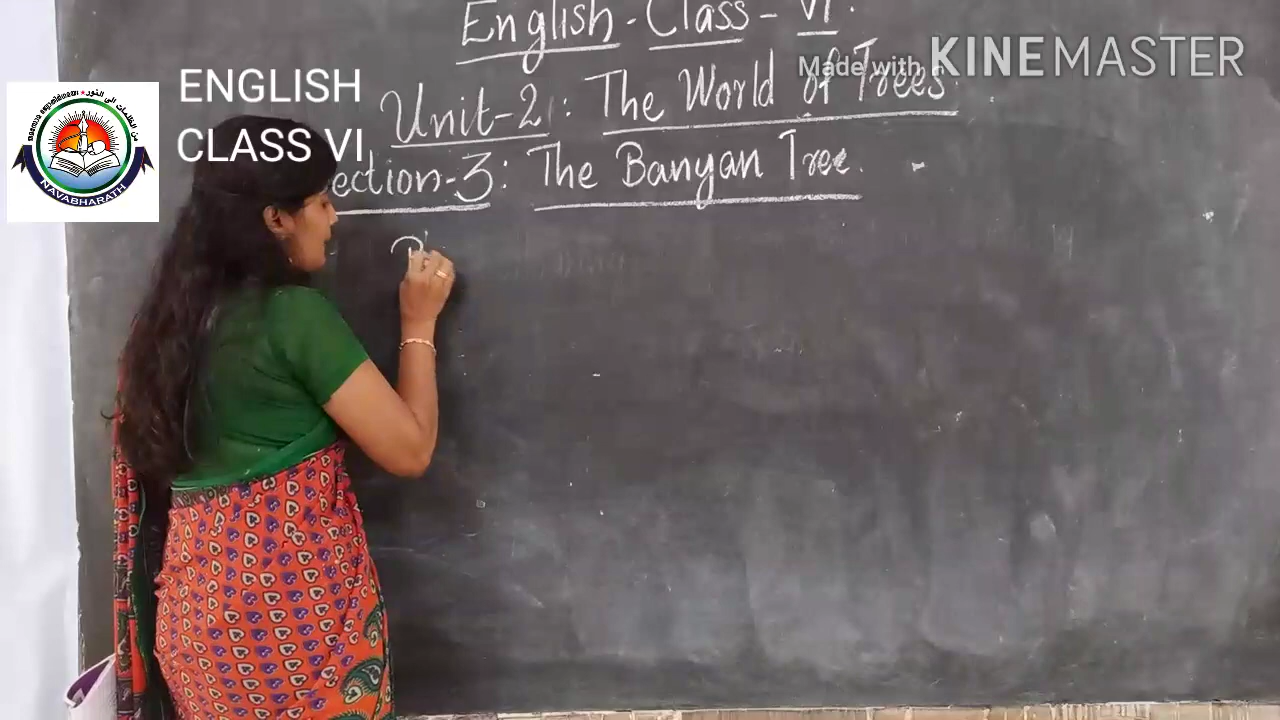 English - Class - VI.
Made with KINEMASTER
ENGLISH
CLASS VI
Unit-2 : The World of Trees.
ection-3 : The Banyan Tree.
NAVABHARATH